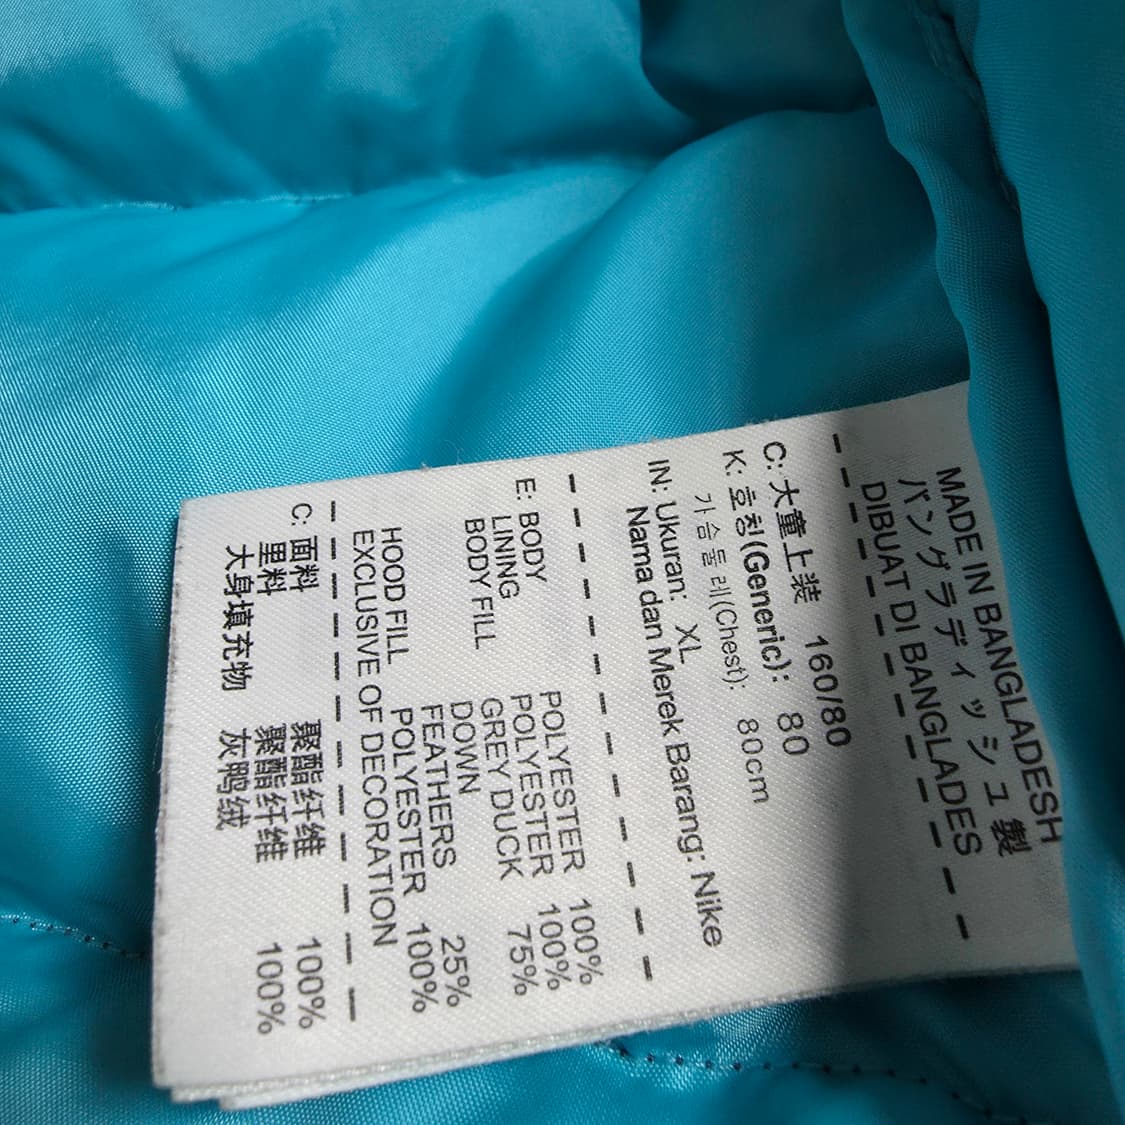 MADE IN BANGLADESH
バングラディッシュ製
DIBUAT DI BANGLADES
C: 大童上装 160/80
K: 호칭(Generic): 80
가슴둘레(Chest): 80cm
IN: Ukuran: XL
Nama dan Merek Barang: Nike
E: BODY POLYESTER 100%
LINING POLYESTER 100%
BODY FILL GREY DUCK 75%
DOWN
FEATHERS 25%
HOOD FILL POLYESTER 100%
EXCLUSIVE OF DECORATION
C: 面料 聚酯纤维 100%
里料 聚酯纤维 100%
大身填充物 灰鸭绒